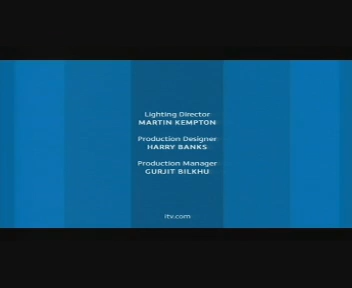 Lighting Director
MARTIN KEMPTON
Production Designer
HARRY BANKS
Production Manager
GURJIT BILKHU
itv.com